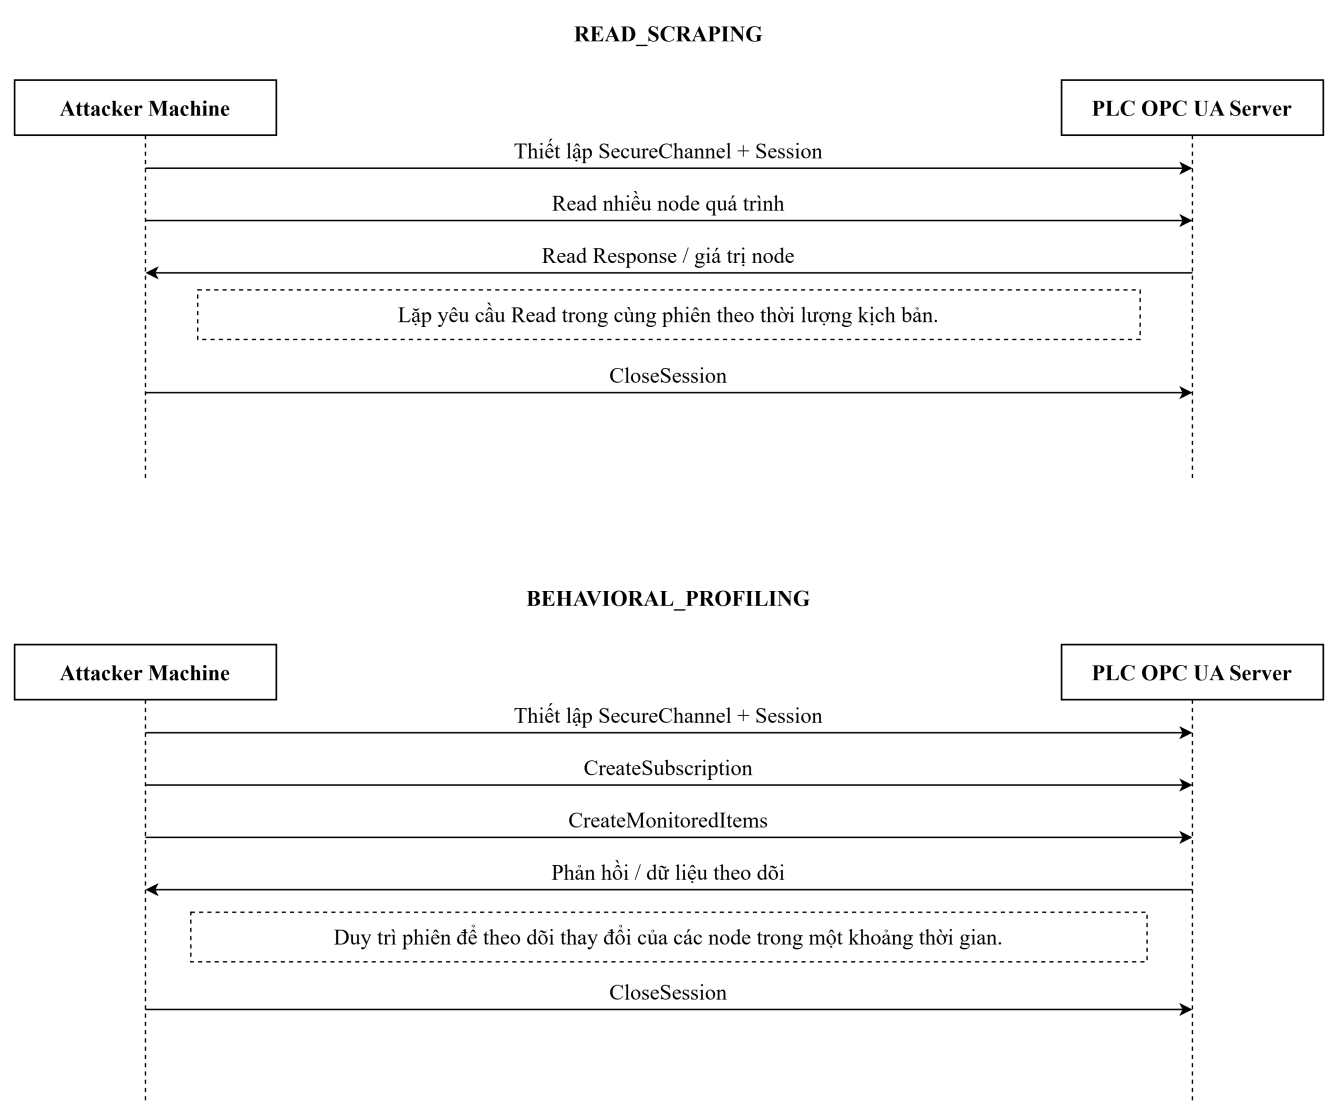 READ_SCRAPING
Attacker Machine
PLC OPC UA Server
Thiết lập SecureChannel + Session
Read nhiều node quá trình
Read Response / giá trị node
Lặp yêu cầu Read trong cùng phiên theo thời lượng kịch bản.
CloseSession
BEHAVIORAL_PROFILING
Attacker Machine
PLC OPC UA Server
Thiết lập SecureChannel + Session
CreateSubscription
CreateMonitoredItems
Phản hồi / dữ liệu theo dõi
Duy trì phiên để theo dõi thay đổi của các node trong một khoảng thời gian.
CloseSession